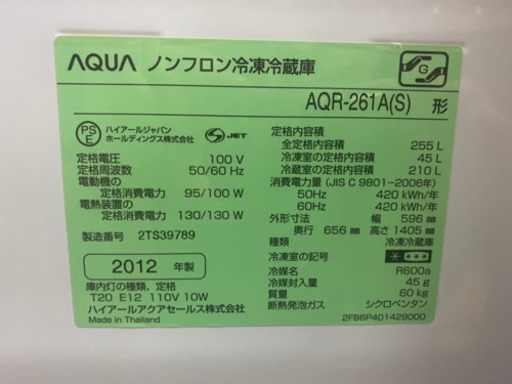 AQUA ノンフロン冷凍冷蔵庫
G
AQR-261A(S) 形
PS
E
ハイアールジャパン
ホールディングス株式会社
S JET
定格電圧 100 V
定格周波数 50/60 Hz
電動機の
定格消費電力 95/100 W
電熱装置の
定格消費電力 130/130 W
製造番号 2TS39789
2012 年製
庫内灯の種類、定格
T20 E12 110V 10W
ハイアールアクアセールス株式会社
Made in Thailand
定格内容積
全定格内容積 255 L
冷凍室の定格内容積 45 L
冷蔵室の定格内容積 210 L
消費電力量 (JIS C 9801-2006年)
50Hz 420 kWh/年
60Hz 420 kWh/年
外形寸法 幅 596㎜
奥行 656㎜ 高さ 1405㎜
種類 冷凍冷蔵庫
冷凍室の記号
冷媒名 R600a
冷媒封入量 45 g
質量 60 kg
断熱発泡ガス シクロペンタン
2FB6P401429000